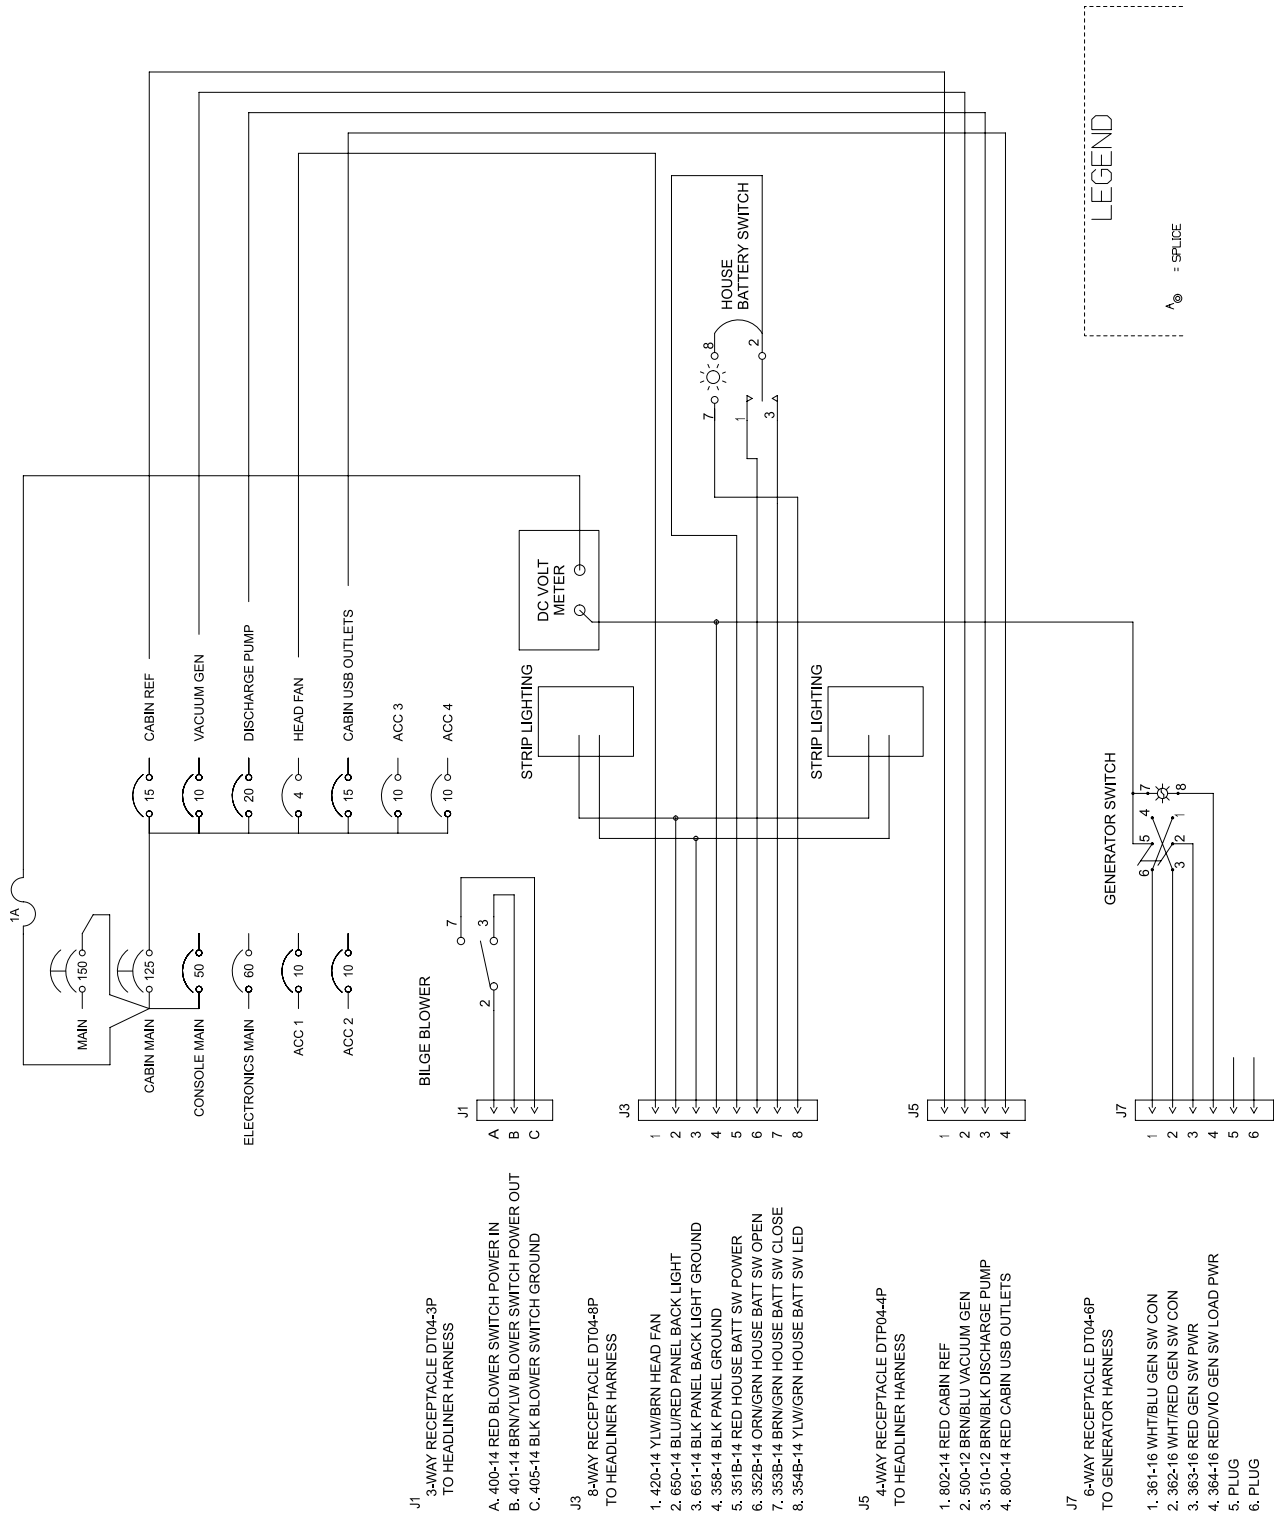 1A
MAIN
150
CABIN MAIN
125
CONSOLE MAIN
50
ELECTRONICS MAIN
60
ACC 1
10
ACC 2
10
15
CABIN REF
10
VACUUM GEN
20
DISCHARGE PUMP
4
HEAD FAN
15
CABIN USB OUTLETS
10
ACC 3
10
ACC 4
BILGE BLOWER
2
3
7
J1
A
B
C
DC VOLT
METER
STRIP LIGHTING
STRIP LIGHTING
HOUSE
BATTERY SWITCH
7
8
1
2
3
J3
1
2
3
4
5
6
7
8
J5
1
2
3
4
GENERATOR SWITCH
6
5
4
7
3
2
1
8
J7
1
2
3
4
5
6
J1
3-WAY RECEPTACLE DT04-3P
TO HEADLINER HARNESS
A. 400-14 RED BLOWER SWITCH POWER IN
B. 401-14 BRN/YLW BLOWER SWITCH POWER OUT
C. 405-14 BLK BLOWER SWITCH GROUND
J3
8-WAY RECEPTACLE DT04-8P
TO HEADLINER HARNESS
1. 420-14 YLW/BRN HEAD FAN
2. 650-14 BLU/RED PANEL BACK LIGHT
3. 651-14 BLK PANEL BACK LIGHT GROUND
4. 358-14 BLK PANEL GROUND
5. 351B-14 RED HOUSE BATT SW POWER
6. 352B-14 ORN/GRN HOUSE BATT SW OPEN
7. 353B-14 BRN/GRN HOUSE BATT SW CLOSE
8. 354B-14 YLW/GRN HOUSE BATT SW LED
J5
4-WAY RECEPTACLE DTP04-4P
TO HEADLINER HARNESS
1. 802-14 RED CABIN REF
2. 500-12 BRN/BLU VACUUM GEN
3. 510-12 BRN/BLK DISCHARGE PUMP
4. 800-14 RED CABIN USB OUTLETS
J7
6-WAY RECEPTACLE DT04-6P
TO GENERATOR HARNESS
1. 361-16 WHT/BLU GEN SW CON
2. 362-16 WHT/RED GEN SW CON
3. 363-16 RED GEN SW PWR
4. 364-16 RED/VIO GEN SW LOAD PWR
5. PLUG
6. PLUG
LEGEND
A = SPLICE